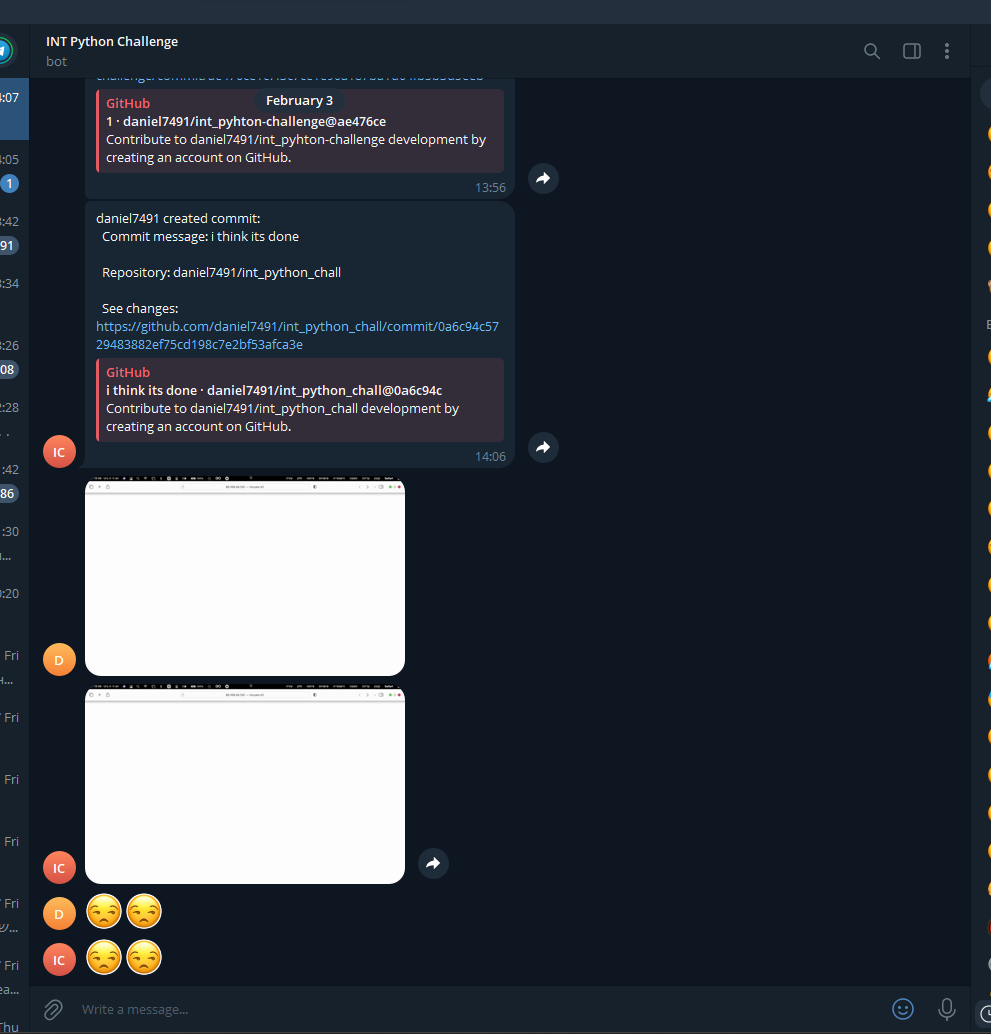 INT Python Challenge
bot
February 3
GitHub
1 · daniel7491/int_pyhton-challenge@ae476ce
Contribute to daniel7491/int_pyhton-challenge development by
creating an account on GitHub.
13:56
daniel7491 created commit:
Commit message: i think its done
Repository: daniel7491/int_python_chall
See changes:
https://github.com/daniel7491/int_python_chall/commit/0a6c94c57
29483882ef75cd198c7e2bf53afca3e
GitHub
i think its done · daniel7491/int_python_chall@0a6c94c
Contribute to daniel7491/int_python_chall development by
creating an account on GitHub.
14:06
IC
D
IC
D
IC
Write a message...
:07
:05
1
:42
91
:34
:26
08
:28
:42
86
:30
:20
Fri
Fri
Fri
Fri
Fri
Fri
Thu